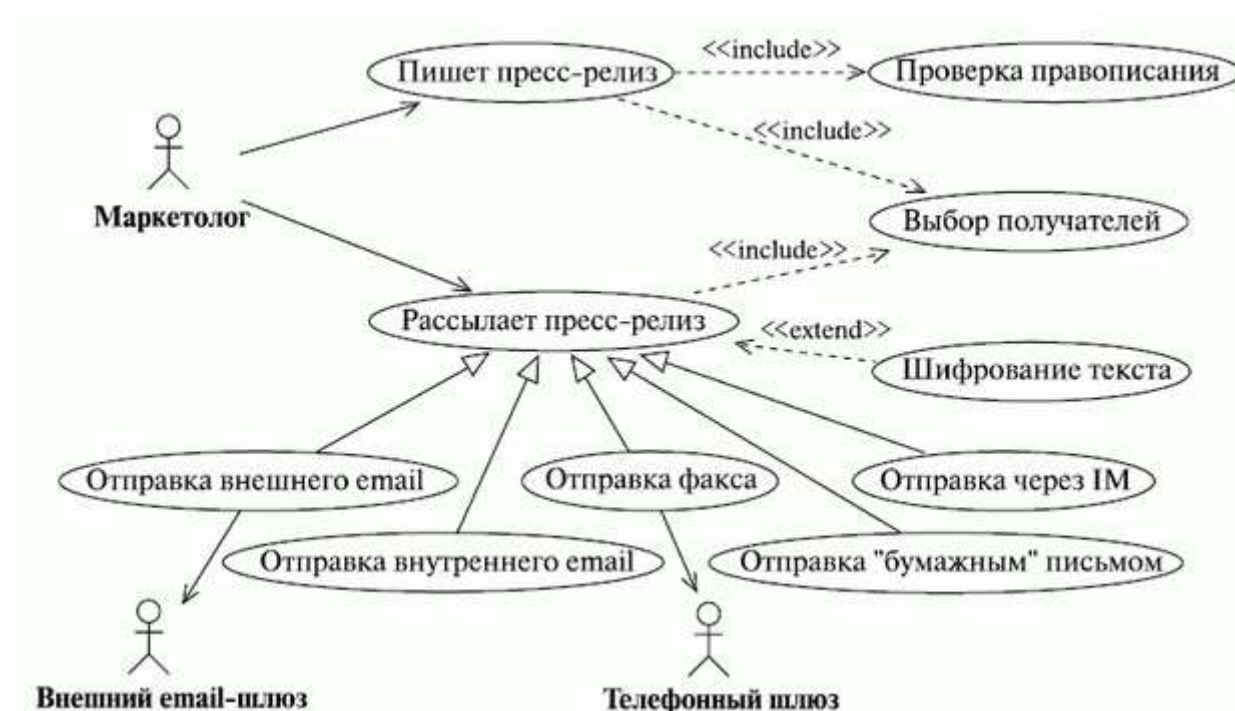 <<include>>
Пишет пресс-релиз
Проверка правописания
<<include>>
Маркетолог
Выбор получателей
<<include>>
Рассылает пресс-релиз
<<extend>>
Шифрование текста
Отправка внешнего email
Отправка факса
Отправка через IM
Отправка внутреннего email
Отправка "бумажным" письмом
Внешний email-шлюз
Телефонный шлюз